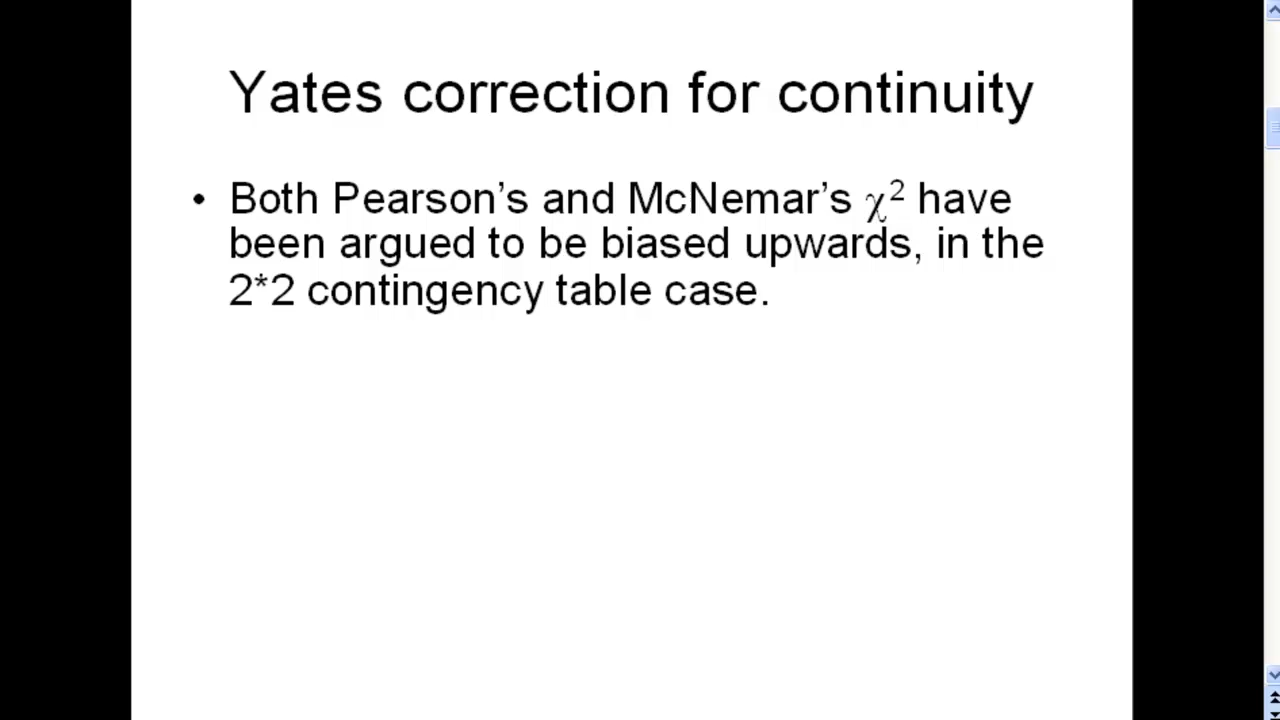 Yates correction for continuity
• Both Pearson’s and McNemar’s χ² have
been argued to be biased upwards, in the
2*2 contingency table case.